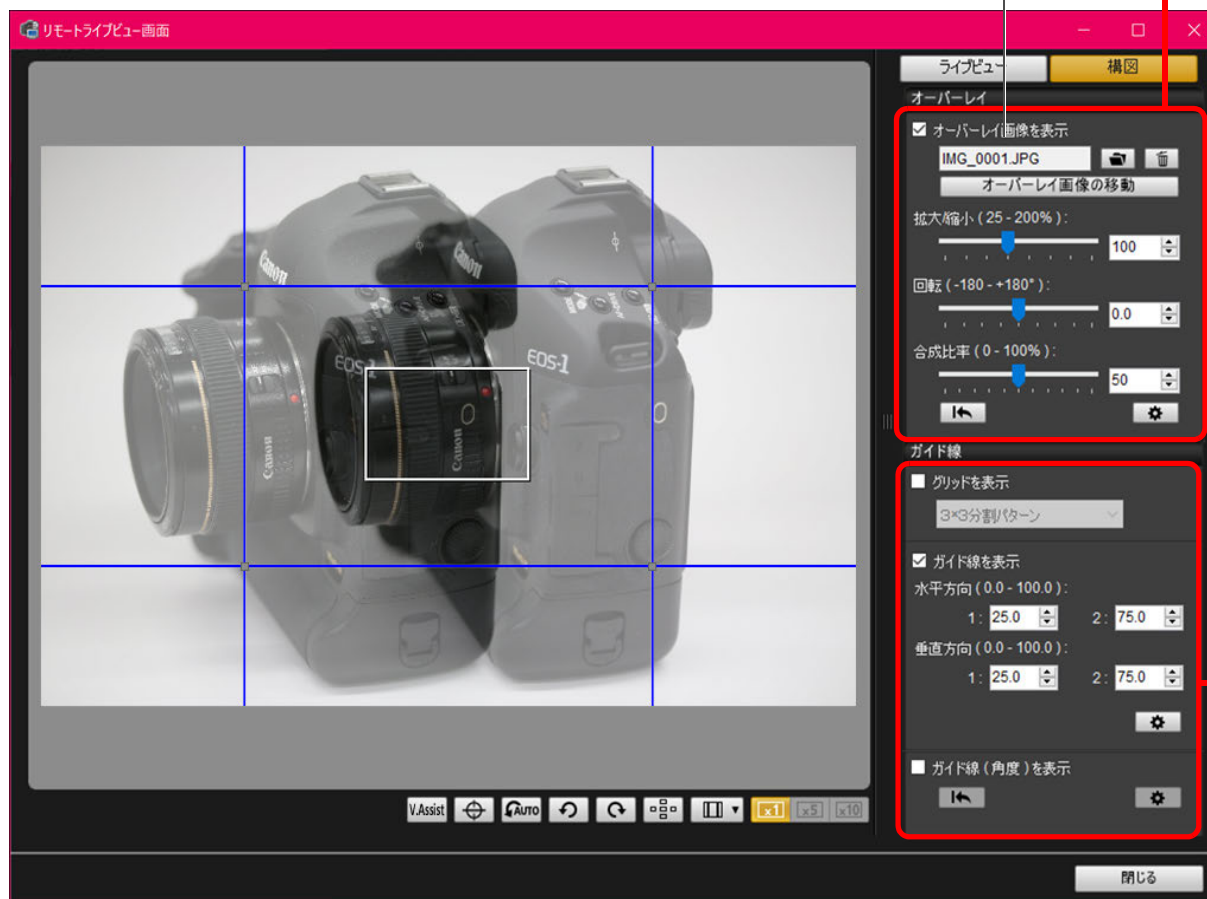 リモートライブビュー画面
ライブビュー
構図
オーバーレイ
オーバーレイ画像を表示
IMG_0001.JPG
オーバーレイ画像の移動
拡大/縮小 ( 25 - 200% ) :
100
回転 ( -180 - +180° ) :
0.0
合成比率 ( 0 - 100% ) :
50
ガイド線
グリッドを表示
3×3分割パターン
ガイド線を表示
水平方向 ( 0.0 - 100.0 ) :
1 : 25.0 2 : 75.0
垂直方向 ( 0.0 - 100.0 ) :
1 : 25.0 2 : 75.0
ガイド線 ( 角度 ) を表示
Canon
Canon
EOS-1
EOS-1
Canon
Canon
V.Assist
AUTO
x1 x5 x10
閉じる